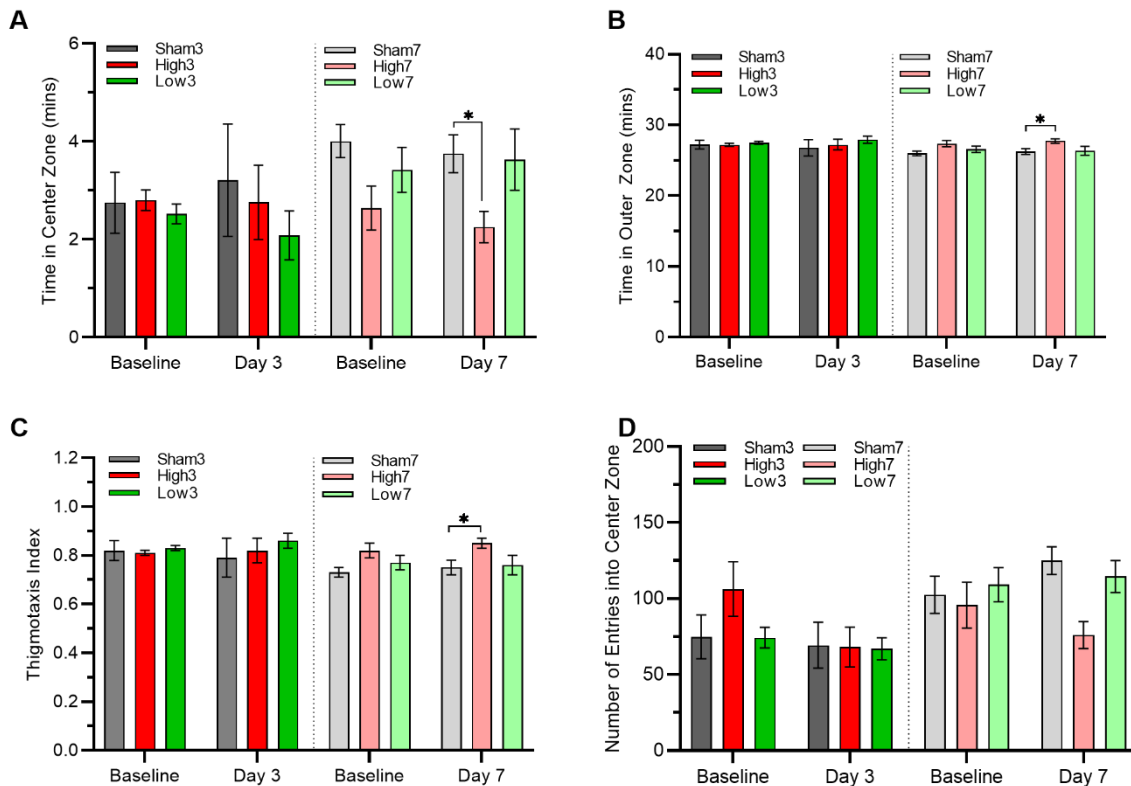 A
Time in Center Zone (mins)
6
4
2
0
Sham3
High3
Low3
Sham7
High7
Low7
*
Baseline
Day 3
Baseline
Day 7
B
Time in Outer Zone (mins)
40
30
20
10
0
Sham3
High3
Low3
Sham7
High7
Low7
*
Baseline
Day 3
Baseline
Day 7
C
Thigmotaxis Index
1.2
1.0
0.8
0.6
0.4
0.2
0.0
Sham3
High3
Low3
Sham7
High7
Low7
*
Baseline
Day 3
Baseline
Day 7
D
Number of Entries into Center Zone
200
150
100
50
0
Sham3
High3
Low3
Sham7
High7
Low7
Baseline
Day 3
Baseline
Day 7